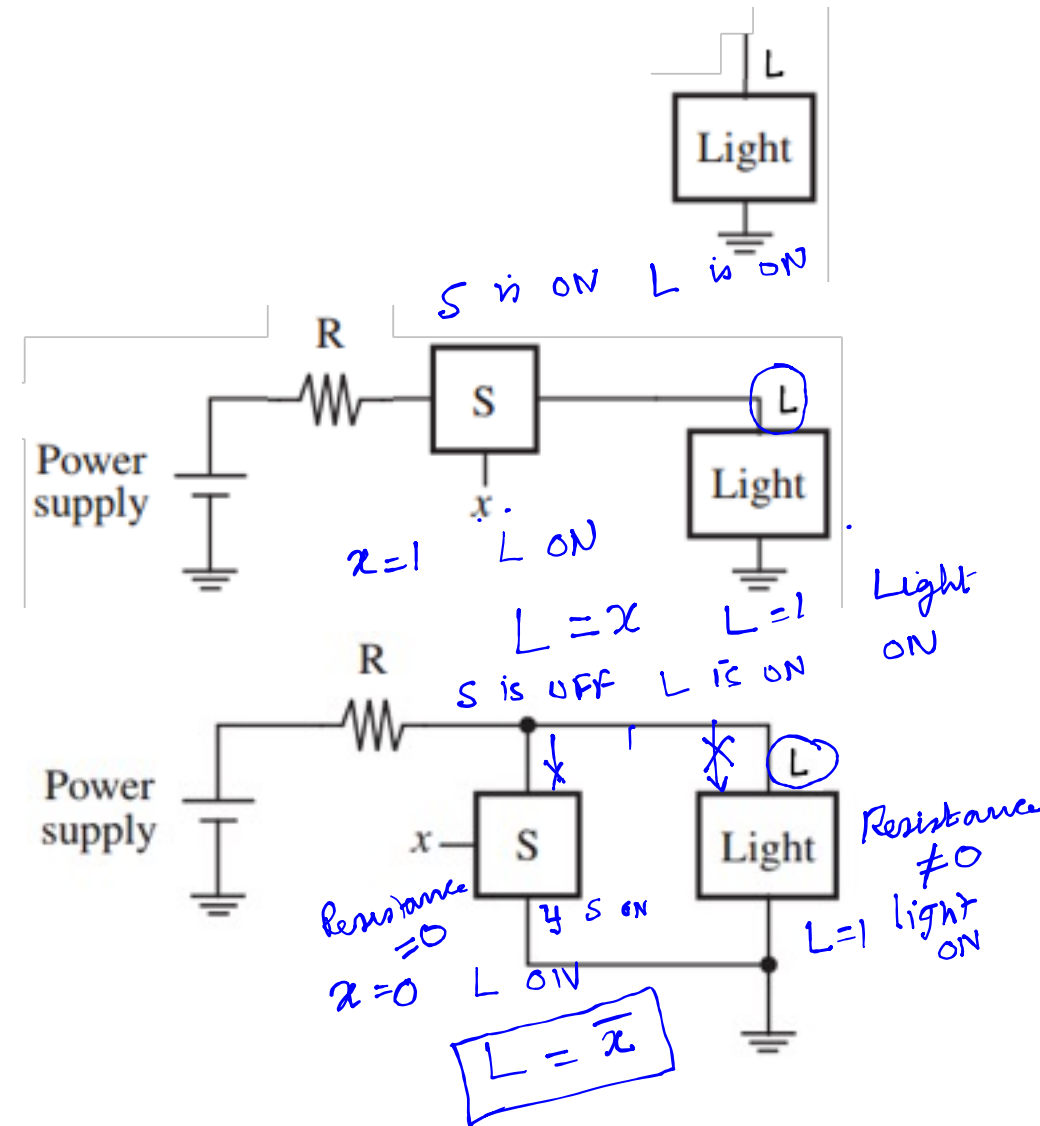 L
Light
S is ON L is ON
R
S
L
Power
supply
Light
x
x=1 L ON
L = x L=1 Light
ON
R
S is OFF L is ON
L
Power
supply
x
S
Light
Resistance
≠0
Resistance
=0
if S ON
L=1 light
ON
x=0 L ON
L = x̅